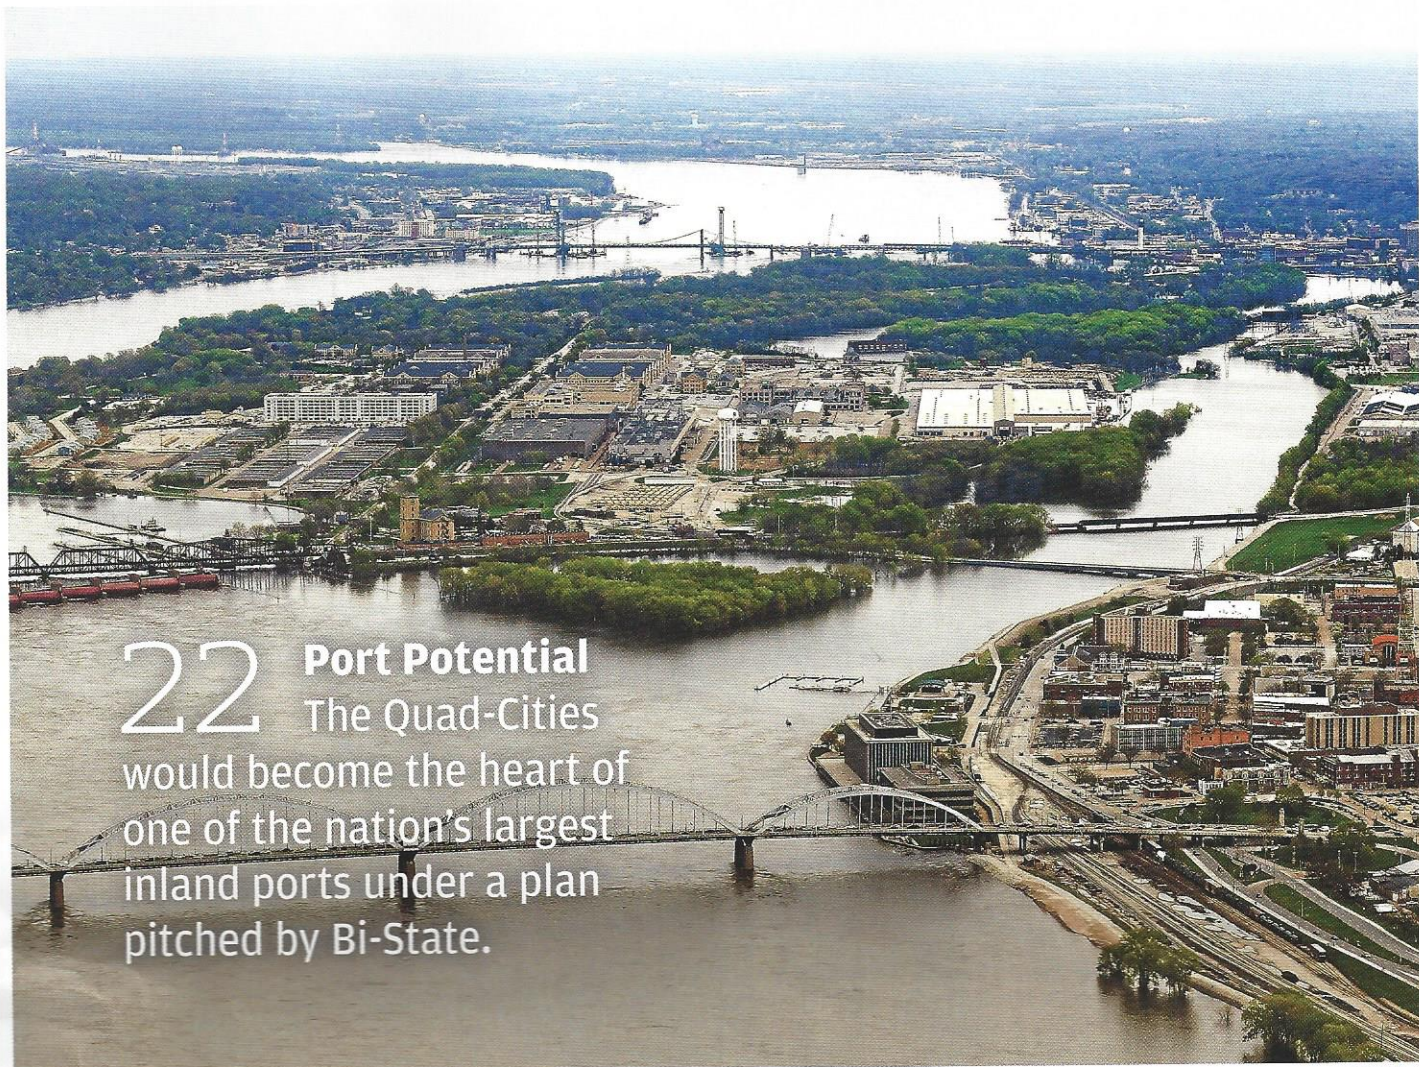 22 Port Potential
The Quad-Cities
would become the heart of
one of the nation's largest
inland ports under a plan
pitched by Bi-State.